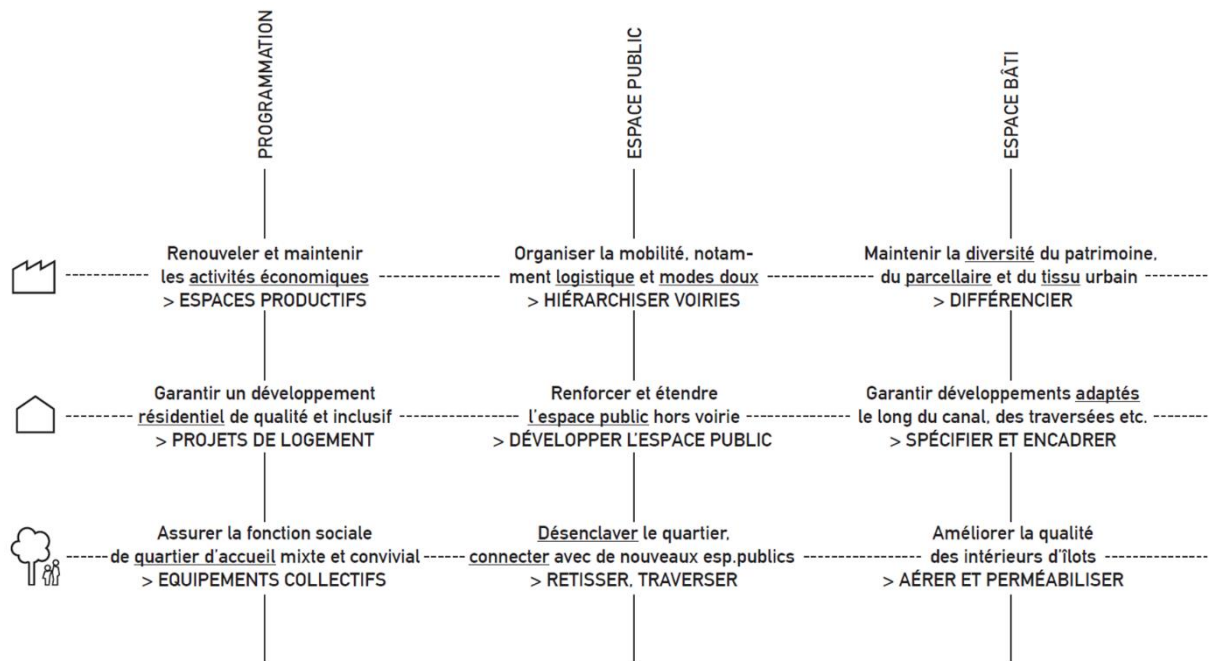 PROGRAMMATION
ESPACE PUBLIC
ESPACE BÂTI
Renouveler et maintenir
les activités économiques
> ESPACES PRODUCTIFS
Organiser la mobilité, notam-
ment logistique et modes doux
> HIÉRARCHISER VOIRIES
Maintenir la diversité du patrimoine,
du parcellaire et du tissu urbain
> DIFFÉRENCIER
Garantir un développement
résidentiel de qualité et inclusif
> PROJETS DE LOGEMENT
Renforcer et étendre
l'espace public hors voirie
> DÉVELOPPER L'ESPACE PUBLIC
Garantir développements adaptés
le long du canal, des traversées etc.
> SPÉCIFIER ET ENCADRER
Assurer la fonction sociale
de quartier d'accueil mixte et convivial
> EQUIPEMENTS COLLECTIFS
Désenclaver le quartier,
connecter avec de nouveaux esp.publics
> RETISSER, TRAVERSER
Améliorer la qualité
des intérieurs d'îlots
> AÉRER ET PERMÉABILISER